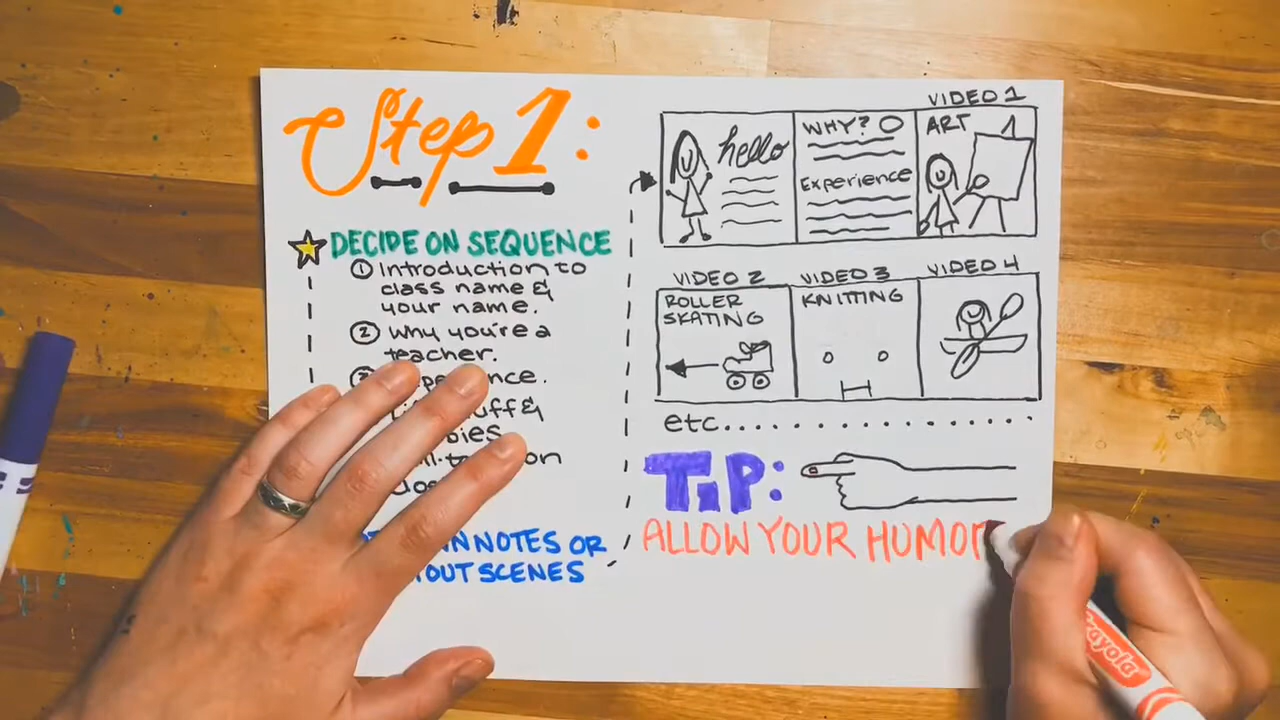 Step 1:
DECIDE ON SEQUENCE
1 Introduction to
class name &
your name.
2 Why you're a
teacher.
NOTES OR
OUT SCENES
VIDEO 1
hello
WHY?
Experience
ART
VIDEO 2
VIDEO 3
VIDEO 4
ROLLER
SKATING
KNITTING
etc..............
TIP:
ALLOW YOUR HUMOR
crayola